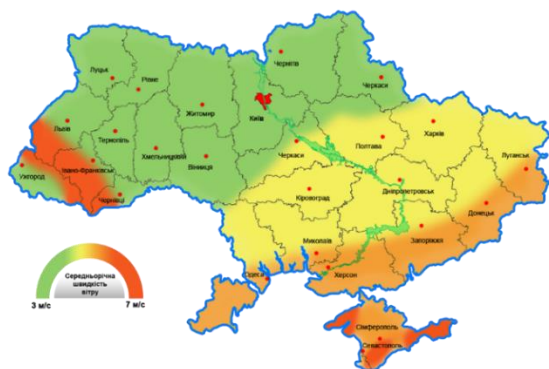 Чернігів
Луцьк
Рівне
Черкаси
Житомир
Київ
Львів
Харків
Тернопіль
Полтава
Черкаси
Хмельницький
Вінниця
Луганськ
Івано-Франковськ
Ужгород
Чернівці
Дніпропетровськ
Кіровоград
Донецьк
Запоріжжя
Миколаїв
Одеса
Херсон
Середньорічна
швидкість
вітру
3 м/с
7 м/с
Сімферополь
Севастополь